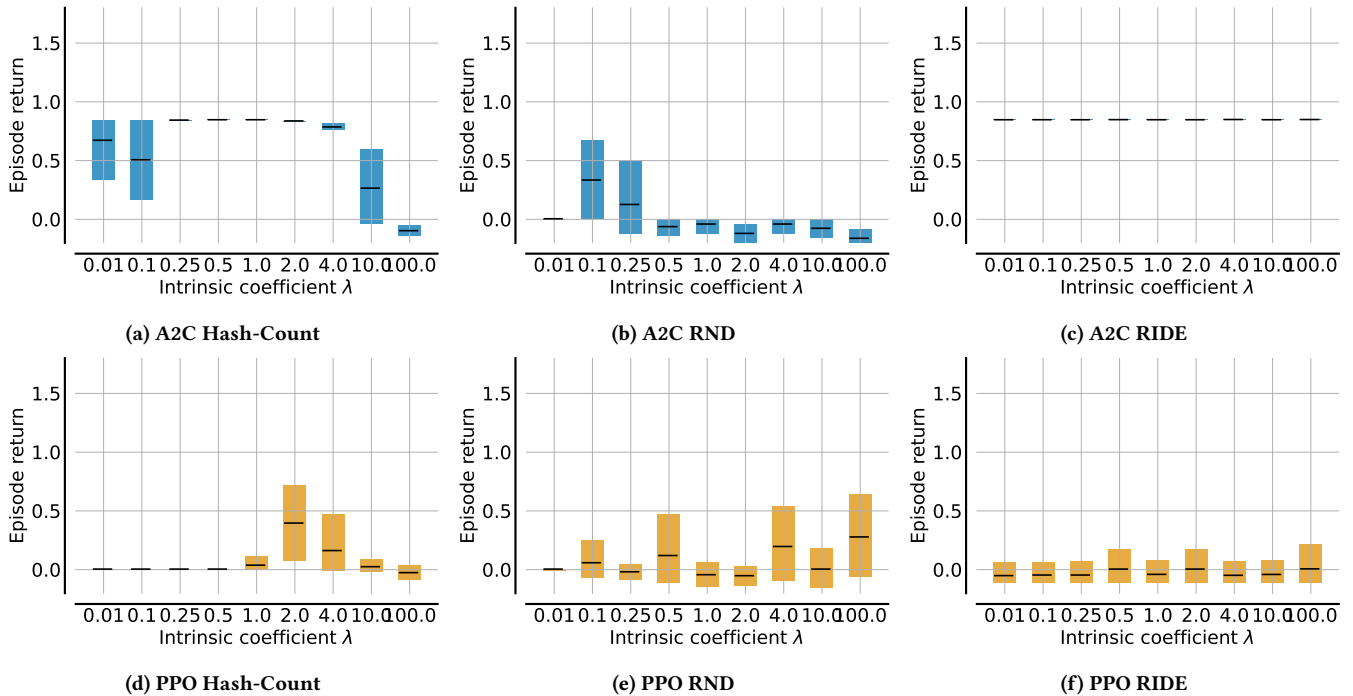 1.5 1.5 1.5
Episode return Episode return Episode return
1.0 1.0 1.0
0.5 0.5 0.5
0.0 0.0 0.0
0.01 0.1 0.25 0.5 1.0 2.0 4.0 10.0 100.0 0.01 0.1 0.25 0.5 1.0 2.0 4.0 10.0 100.0 0.01 0.1 0.25 0.5 1.0 2.0 4.0 10.0 100.0
Intrinsic coefficient λ Intrinsic coefficient λ Intrinsic coefficient λ
(a) A2C Hash-Count (b) A2C RND (c) A2C RIDE
1.5 1.5 1.5
Episode return Episode return Episode return
1.0 1.0 1.0
0.5 0.5 0.5
0.0 0.0 0.0
0.01 0.1 0.25 0.5 1.0 2.0 4.0 10.0 100.0 0.01 0.1 0.25 0.5 1.0 2.0 4.0 10.0 100.0 0.01 0.1 0.25 0.5 1.0 2.0 4.0 10.0 100.0
Intrinsic coefficient λ Intrinsic coefficient λ Intrinsic coefficient λ
(d) PPO Hash-Count (e) PPO RND (f) PPO RIDE